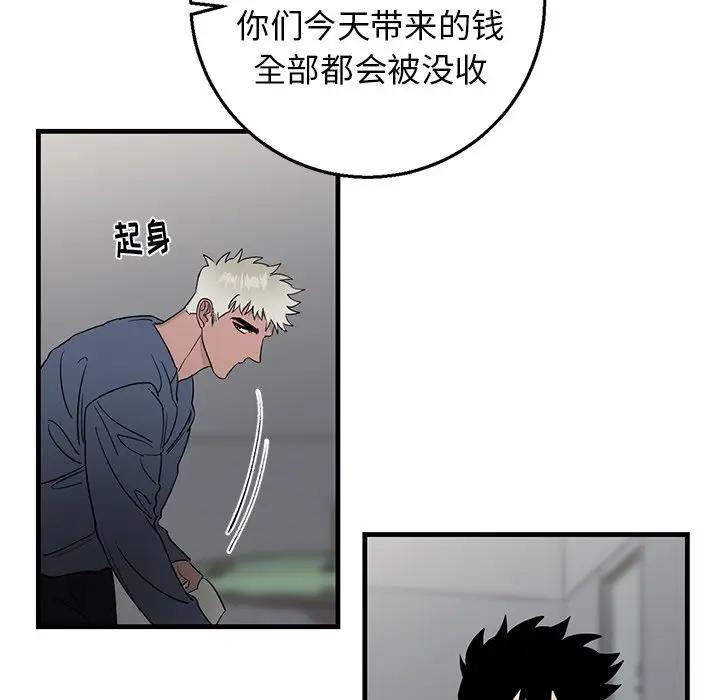 你们今天带来的钱
全部都会被没收
起身